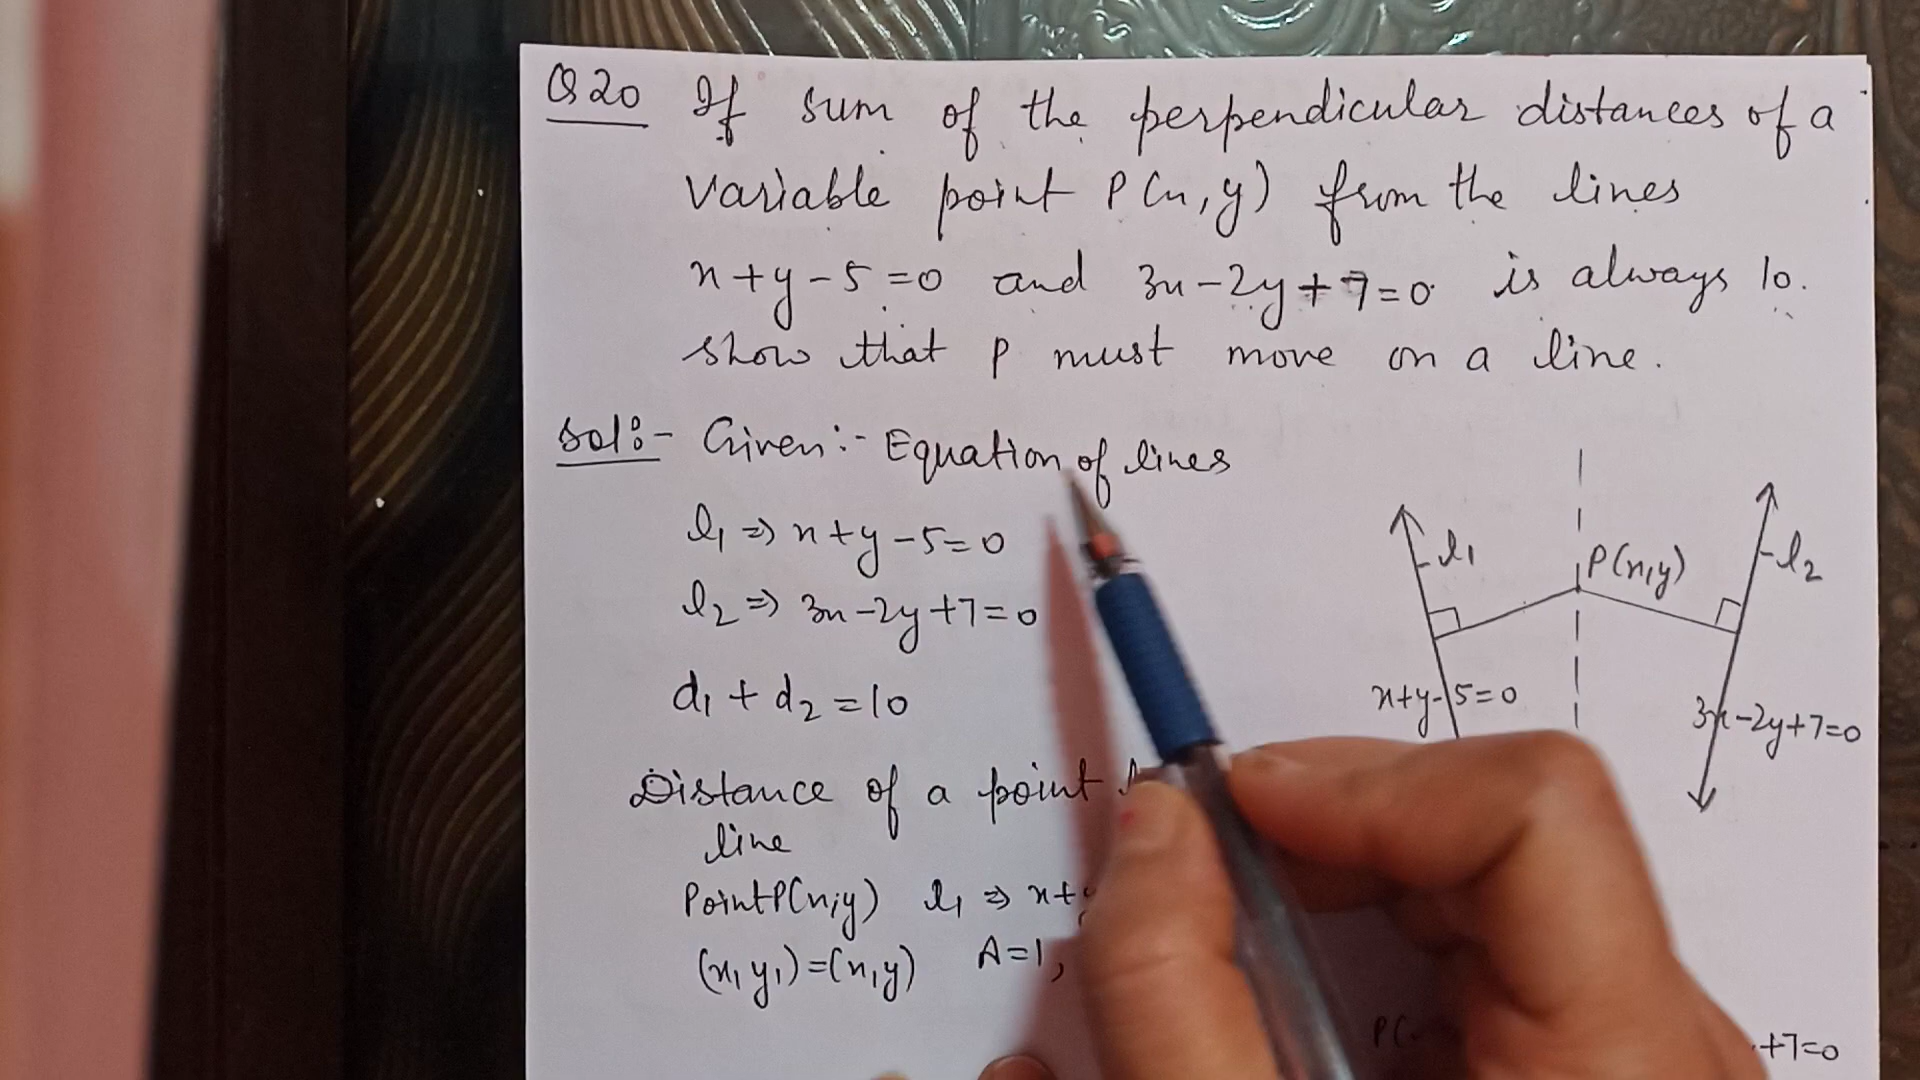 Q20 If sum of the perpendicular distances of a
variable point P(x,y) from the lines
x+y-5=0 and 3x-2y+7=0 is always 10.
show that P must move on a line.
Sol:- Given:- Equation of lines
l₁ ⇒ x+y-5=0
l₂ ⇒ 3x-2y+7=0
d₁ + d₂ = 10
Distance of a point
line
Point P(x,y) l₁ ⇒ x+
(x₁ y₁)=(x,y) A=1,
l₁
P(x,y)
l₂
x+y-5=0
3x-2y+7=0
+7=0